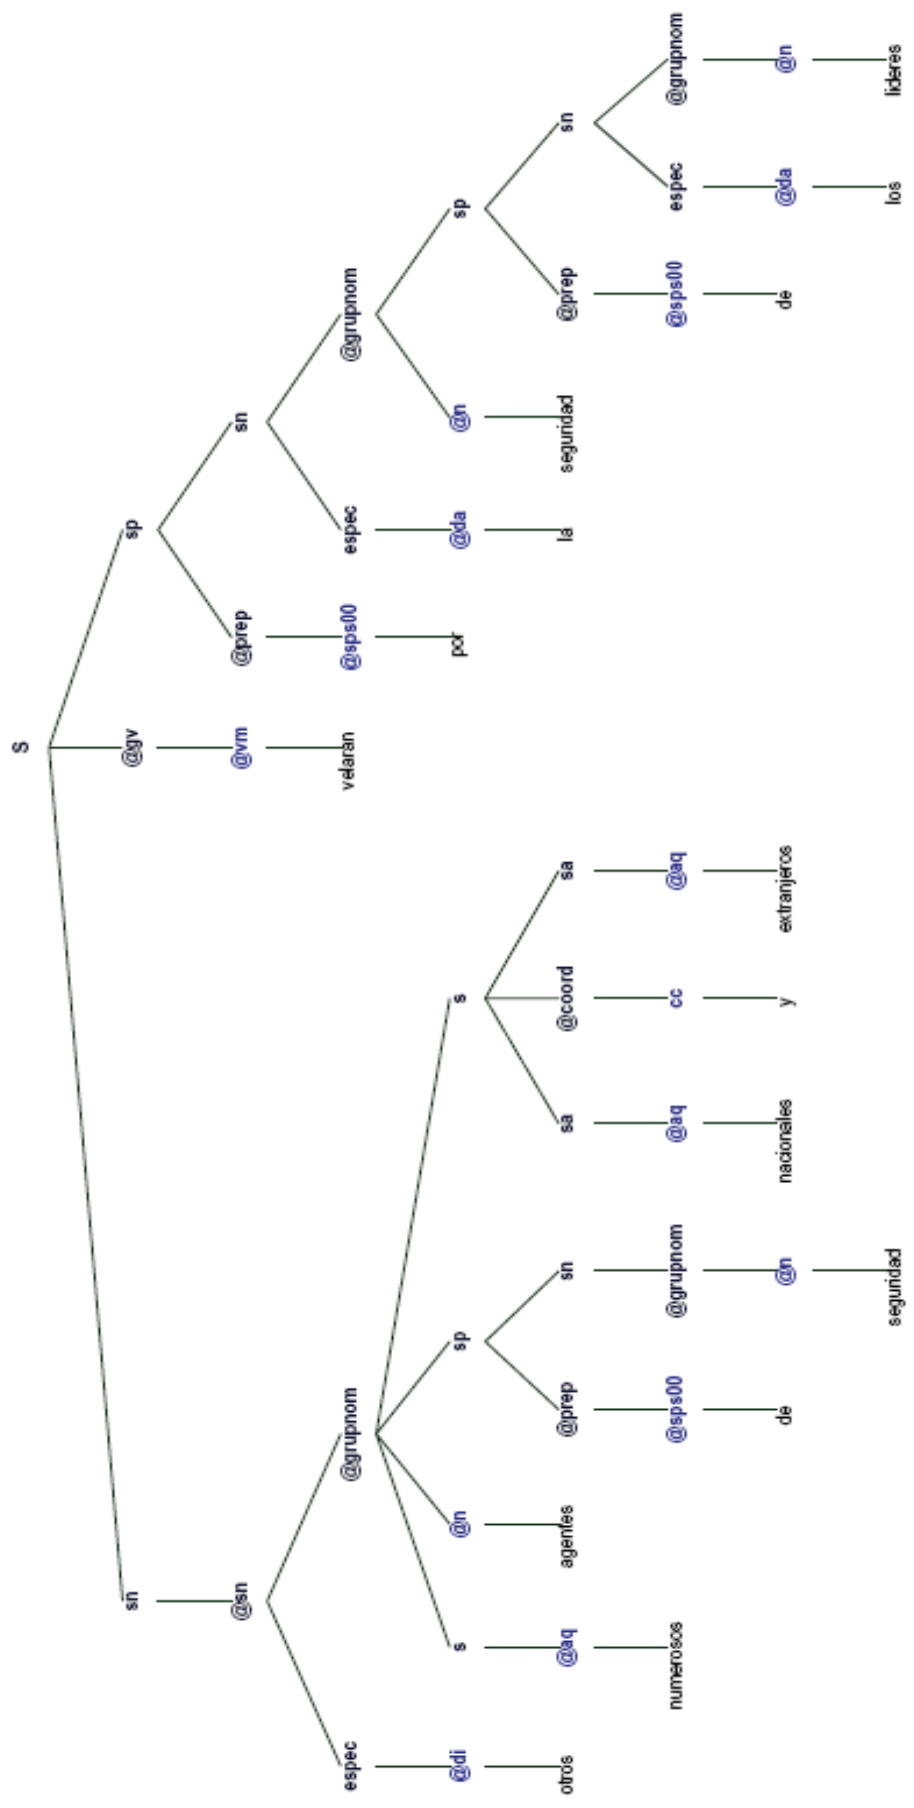 S
sn @gv sp
@sn @vm @prep sn
espec @grupnom velaran @sps00 espec @grupnom
@di s @n sp s por @da @n sp
otros @aq agentes @prep sn sa @coord sa la seguridad @prep sn
numerosos @sps00 @grupnom @aq cc @aq @sps00 espec @grupnom
de @n nacionales y extranjeros de @da @n
seguridad los lideres